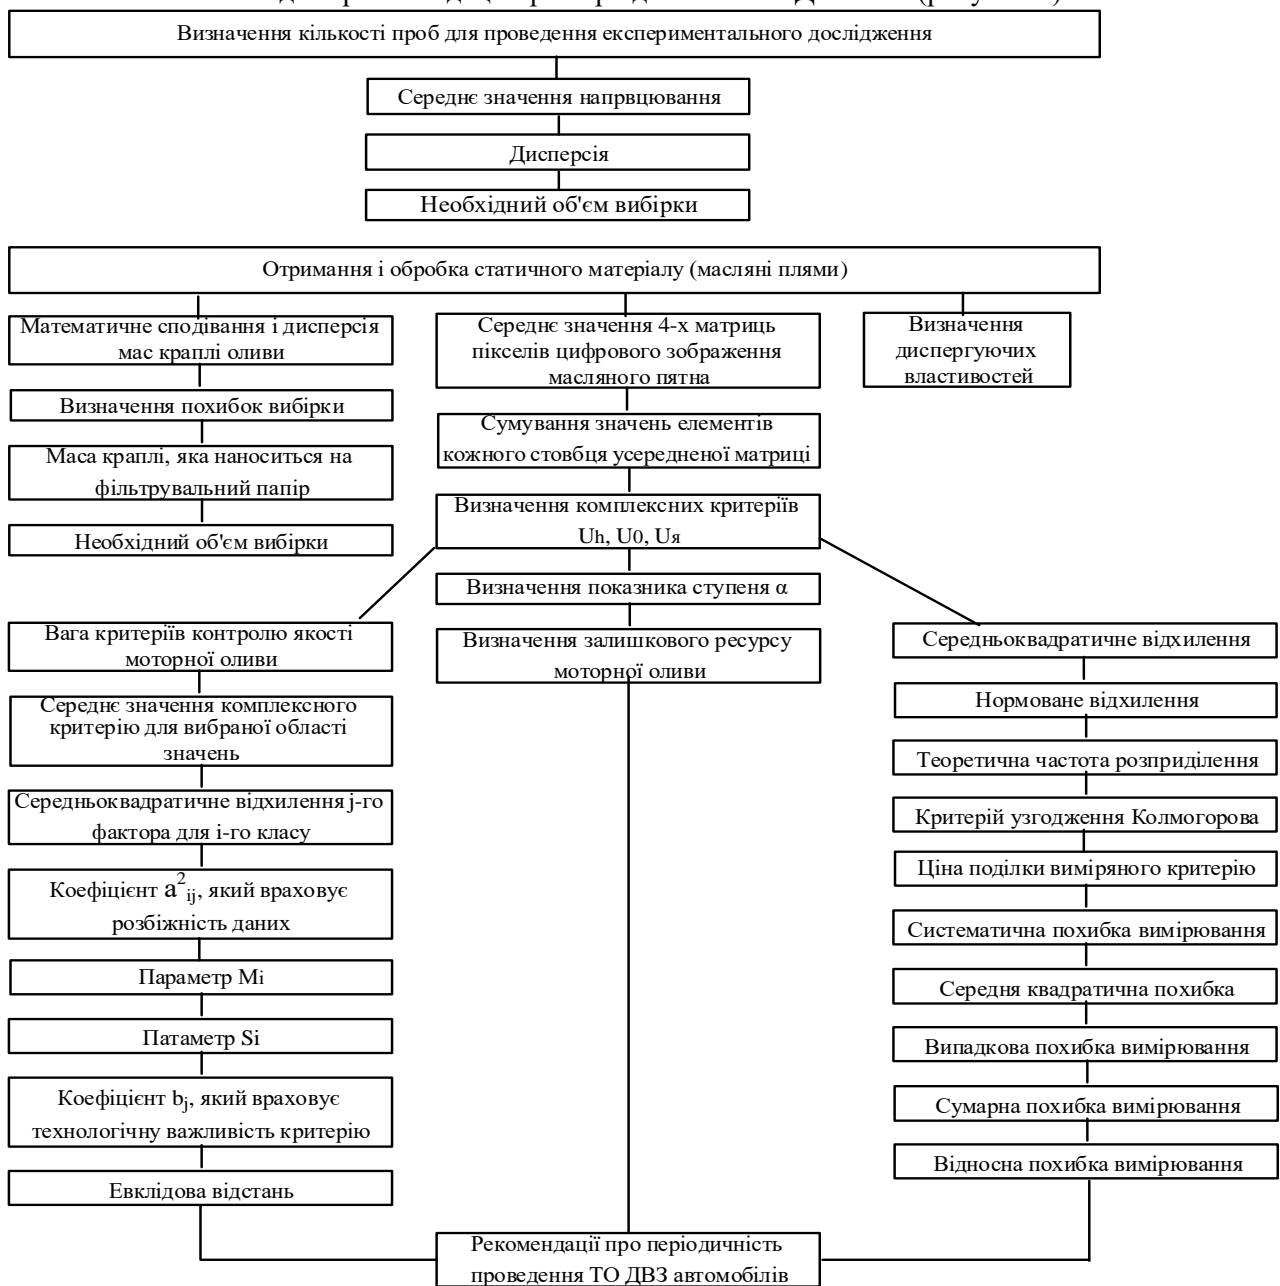 Визначення кількості проб для проведення експериментального дослідження
Середнє значення напрвцювання
Дисперсія
Необхідний об'єм вибірки
Отримання і обробка статичного матеріалу (масляні плями)
Математичне сподівання і дисперсія
мас краплі оливи
Визначення похибок вибірки
Маса краплі, яка наноситься на
фільтрувальний папір
Необхідний об'єм вибірки
Середнє значення 4-х матриць
пікселів цифрового зображення
масляного пятна
Сумування значень елементів
кожного стовбця усередненої матриці
Визначення комплексних критеріїв
Uh, U0, Uя
Визначення показника ступеня α
Визначення залишкового ресурсу
моторної оливи
Визначення
диспергуючих
властивостей
Вага критеріїв контролю якості
моторної оливи
Середнє значення комплексного
критерію для вибраної області
значень
Середньоквадратичне відхилення j-го
фактора для i-го класу
Коефіцієнт a²ij, який враховує
розбіжність даних
Параметр Mi
Патаметр Si
Коефіцієнт bj, який враховує
технологічну важливість критерію
Евклідова відстань
Середньоквадратичне відхилення
Нормоване відхилення
Теоретична частота розприділення
Критерій узгодження Колмогорова
Ціна поділки виміряного критерію
Систематична похибка вимірювання
Середня квадратична похибка
Випадкова похибка вимірювання
Сумарна похибка вимірювання
Відносна похибка вимірювання
Рекомендації про періодичність
проведення ТО ДВЗ автомобілів